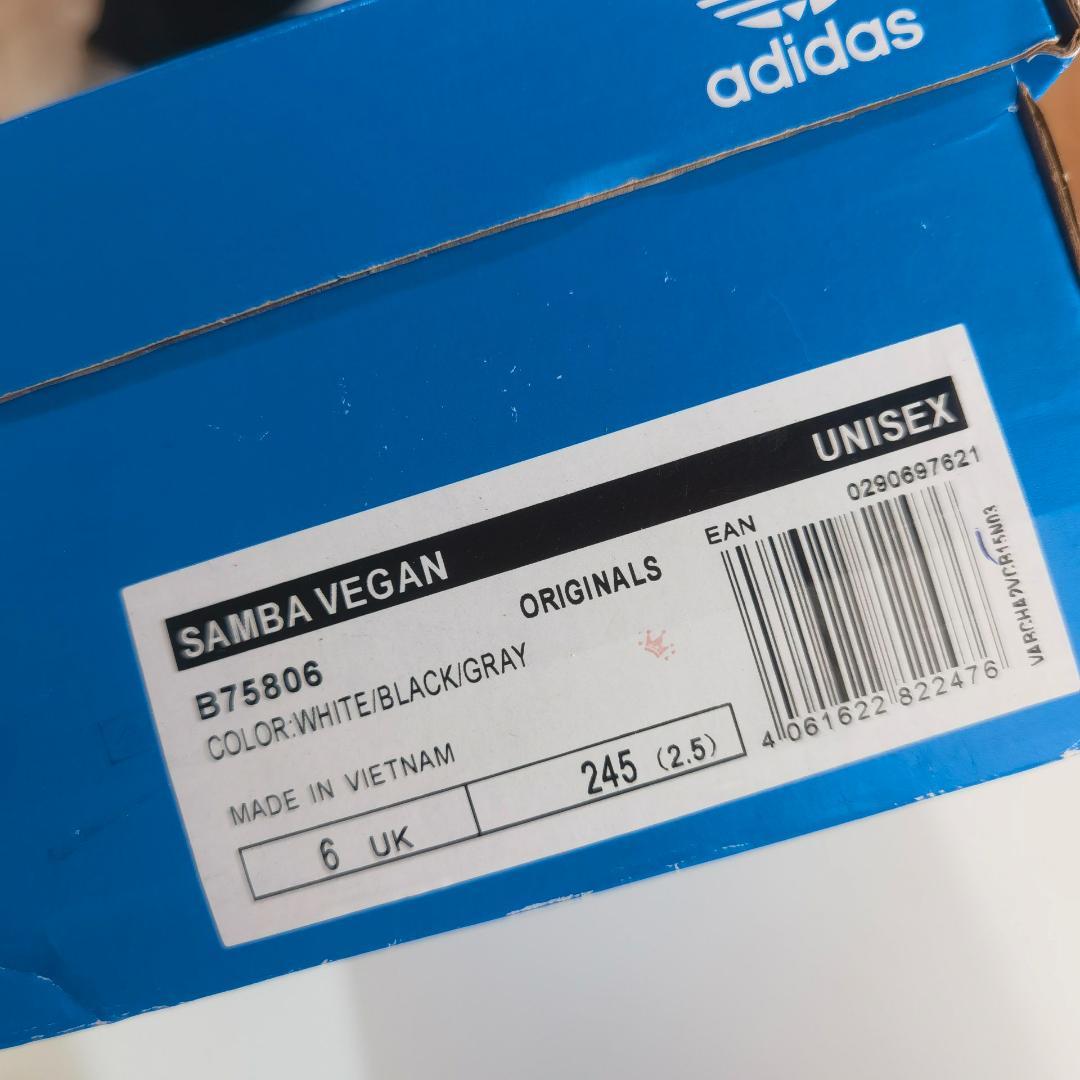 adidas
SAMBA VEGAN UNISEX
B75806 ORIGINALS EAN 0290697621
COLOR:WHITE/BLACK/GRAY
MADE IN VIETNAM
6 UK 245 (2.5)
4 061622 822476